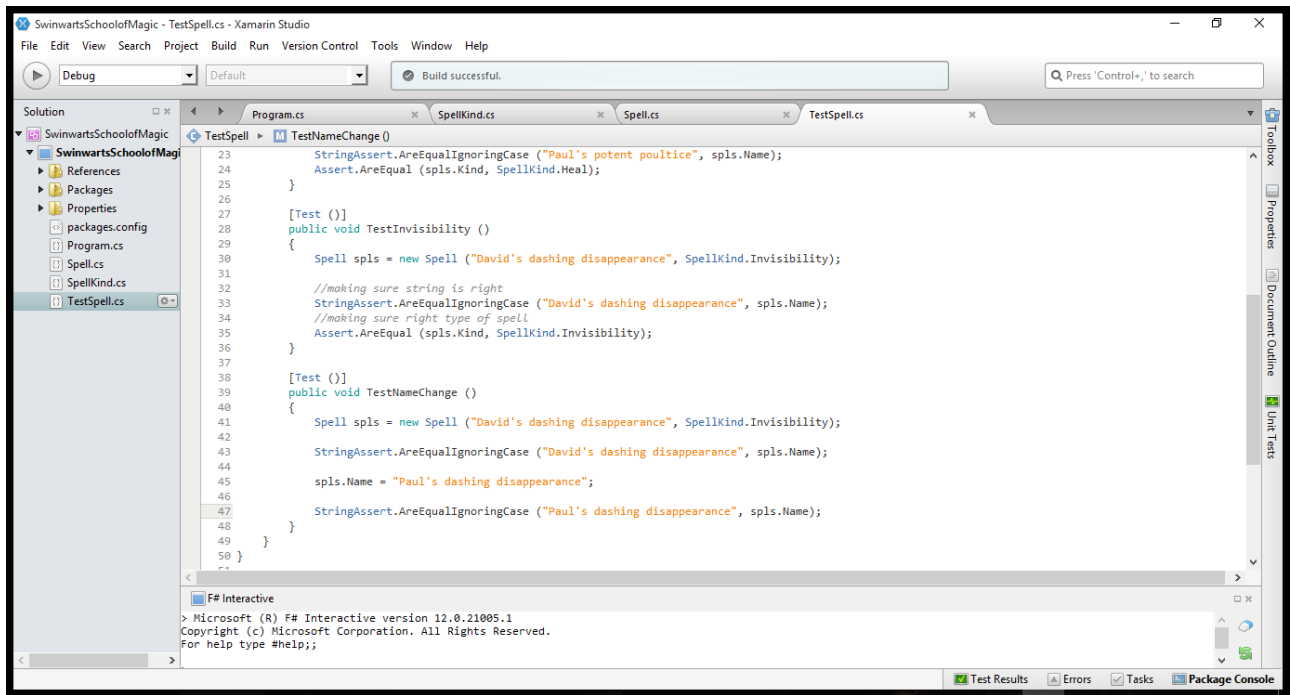 SwinwartsSchoolofMagic - TestSpell.cs - Xamarin Studio
File Edit View Search Project Build Run Version Control Tools Window Help
Debug
Default
Build successful.
Press 'Control+,' to search
Solution
SwinwartsSchoolofMagic
SwinwartsSchoolofMagi
References
Packages
Properties
packages.config
Program.cs
Spell.cs
SpellKind.cs
TestSpell.cs
Program.cs
SpellKind.cs
Spell.cs
TestSpell.cs
C TestSpell ▸ M TestNameChange ()
23 StringAssert.AreEqualIgnoringCase ("Paul's potent poultice", spls.Name);
24 Assert.AreEqual (spls.Kind, SpellKind.Heal);
25 }
26
27 [Test ()]
28 public void TestInvisibility ()
29 {
30 Spell spls = new Spell ("David's dashing disappearance", SpellKind.Invisibility);
31
32 //making sure string is right
33 StringAssert.AreEqualIgnoringCase ("David's dashing disappearance", spls.Name);
34 //making sure right type of spell
35 Assert.AreEqual (spls.Kind, SpellKind.Invisibility);
36 }
37
38 [Test ()]
39 public void TestNameChange ()
40 {
41 Spell spls = new Spell ("David's dashing disappearance", SpellKind.Invisibility);
42
43 StringAssert.AreEqualIgnoringCase ("David's dashing disappearance", spls.Name);
44
45 spls.Name = "Paul's dashing disappearance";
46
47 StringAssert.AreEqualIgnoringCase ("Paul's dashing disappearance", spls.Name);
48 }
49 }
50 }
Toolbox
Properties
Document Outline
Unit Tests
F# Interactive
> Microsoft (R) F# Interactive version 12.0.21005.1
Copyright (c) Microsoft Corporation. All Rights Reserved.
For help type #help;;
Test Results
Errors
Tasks
Package Console